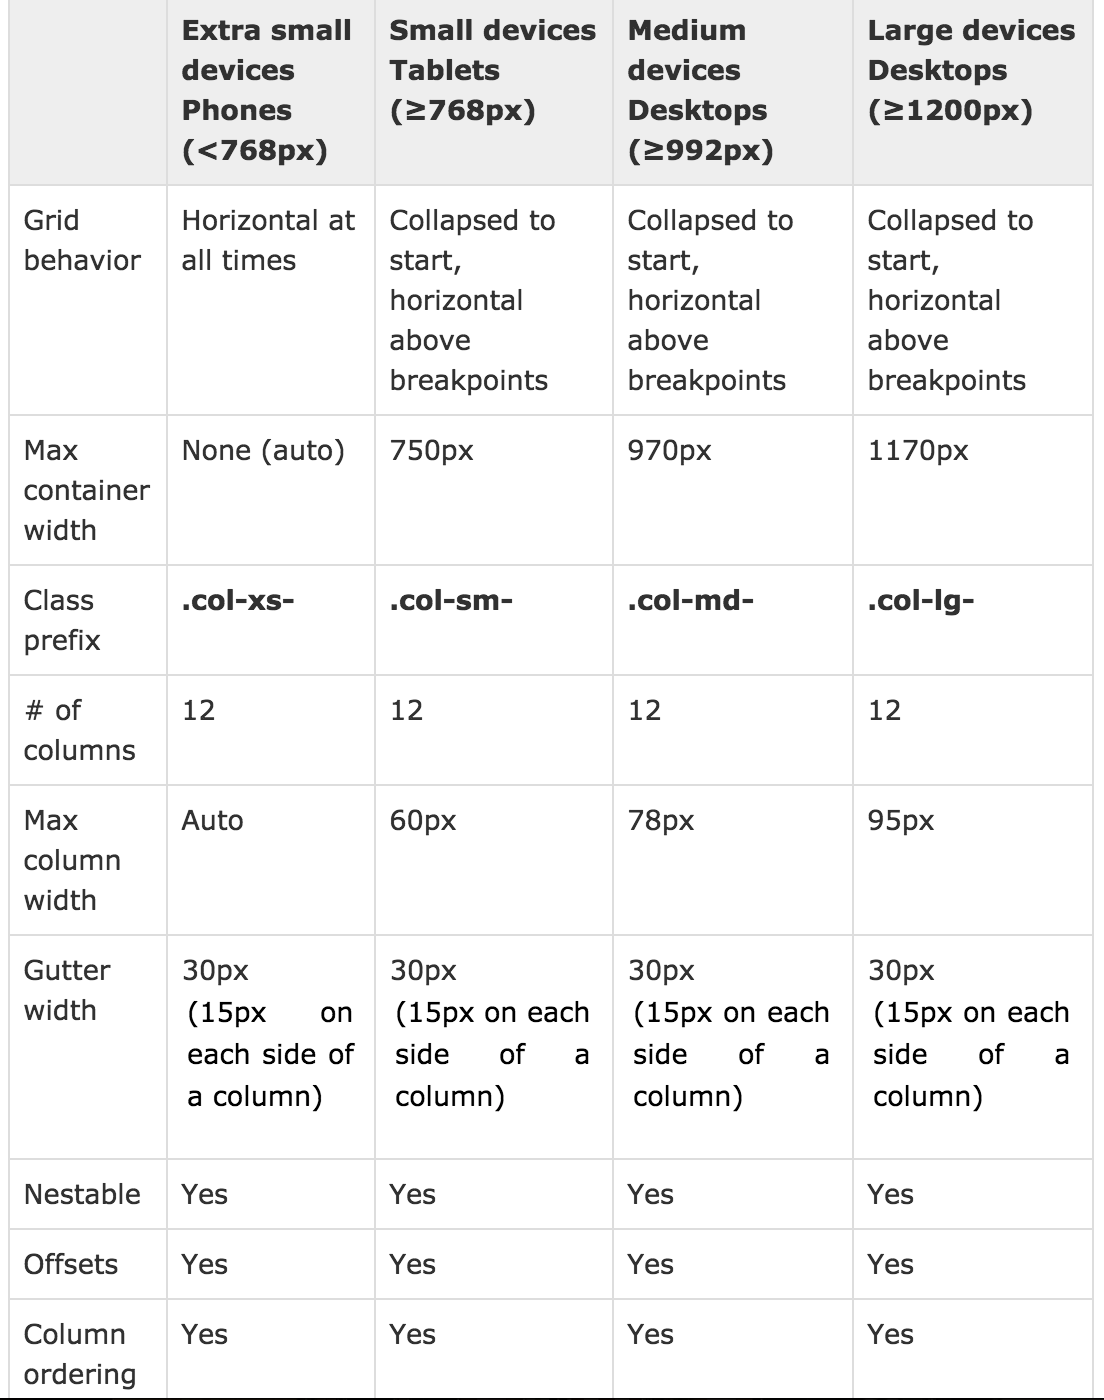 Extra small devices Phones (<768px)
Small devices Tablets (≥768px)
Medium devices Desktops (≥992px)
Large devices Desktops (≥1200px)
Grid behavior
Horizontal at all times
Collapsed to start, horizontal above breakpoints
Collapsed to start, horizontal above breakpoints
Collapsed to start, horizontal above breakpoints
Max container width
None (auto)
750px
970px
1170px
Class prefix
.col-xs-
.col-sm-
.col-md-
.col-lg-
# of columns
12
12
12
12
Max column width
Auto
60px
78px
95px
Gutter width
30px (15px on each side of a column)
30px (15px on each side of a column)
30px (15px on each side of a column)
30px (15px on each side of a column)
Nestable
Yes
Yes
Yes
Yes
Offsets
Yes
Yes
Yes
Yes
Column ordering
Yes
Yes
Yes
Yes